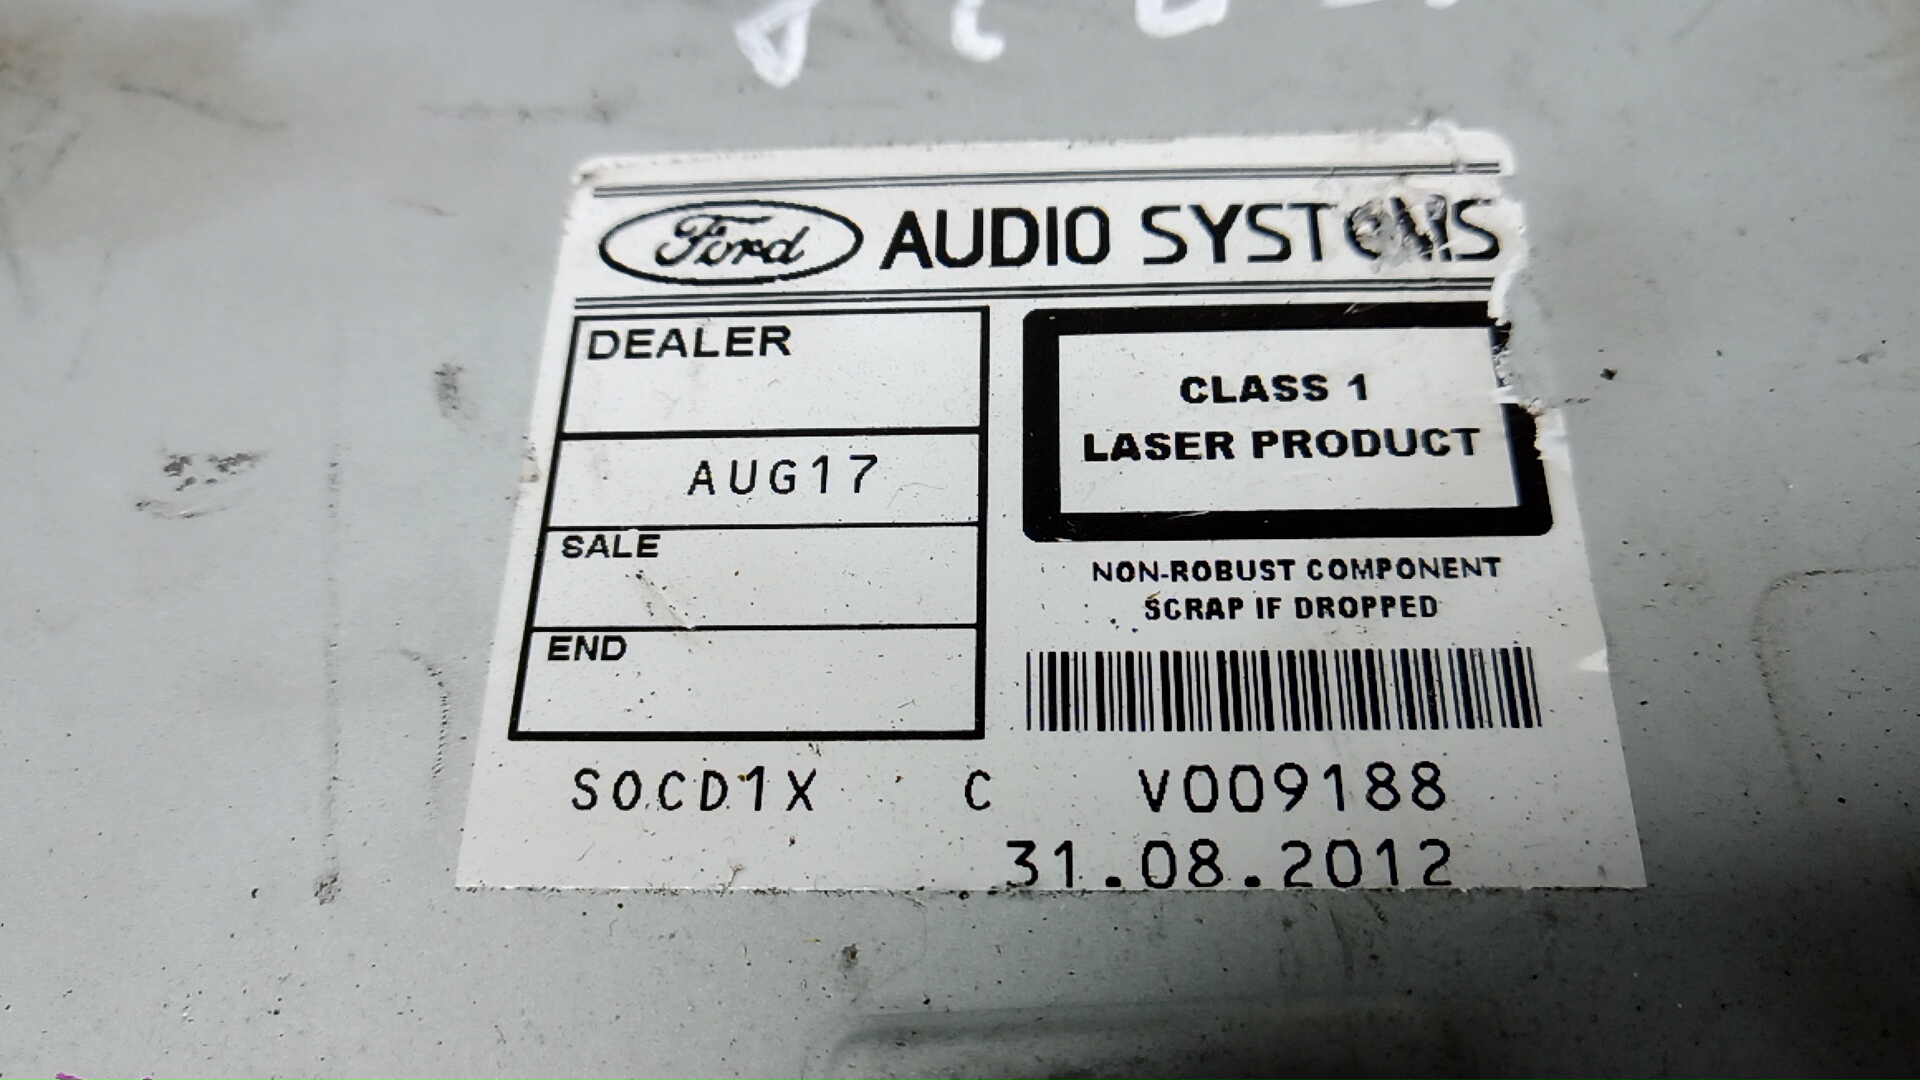 Ford AUDIO SYSTEMS
DEALER
AUG17
SALE
END
CLASS 1
LASER PRODUCT
NON-ROBUST COMPONENT
SCRAP IF DROPPED
SOCD1X C V009188
31.08.2012